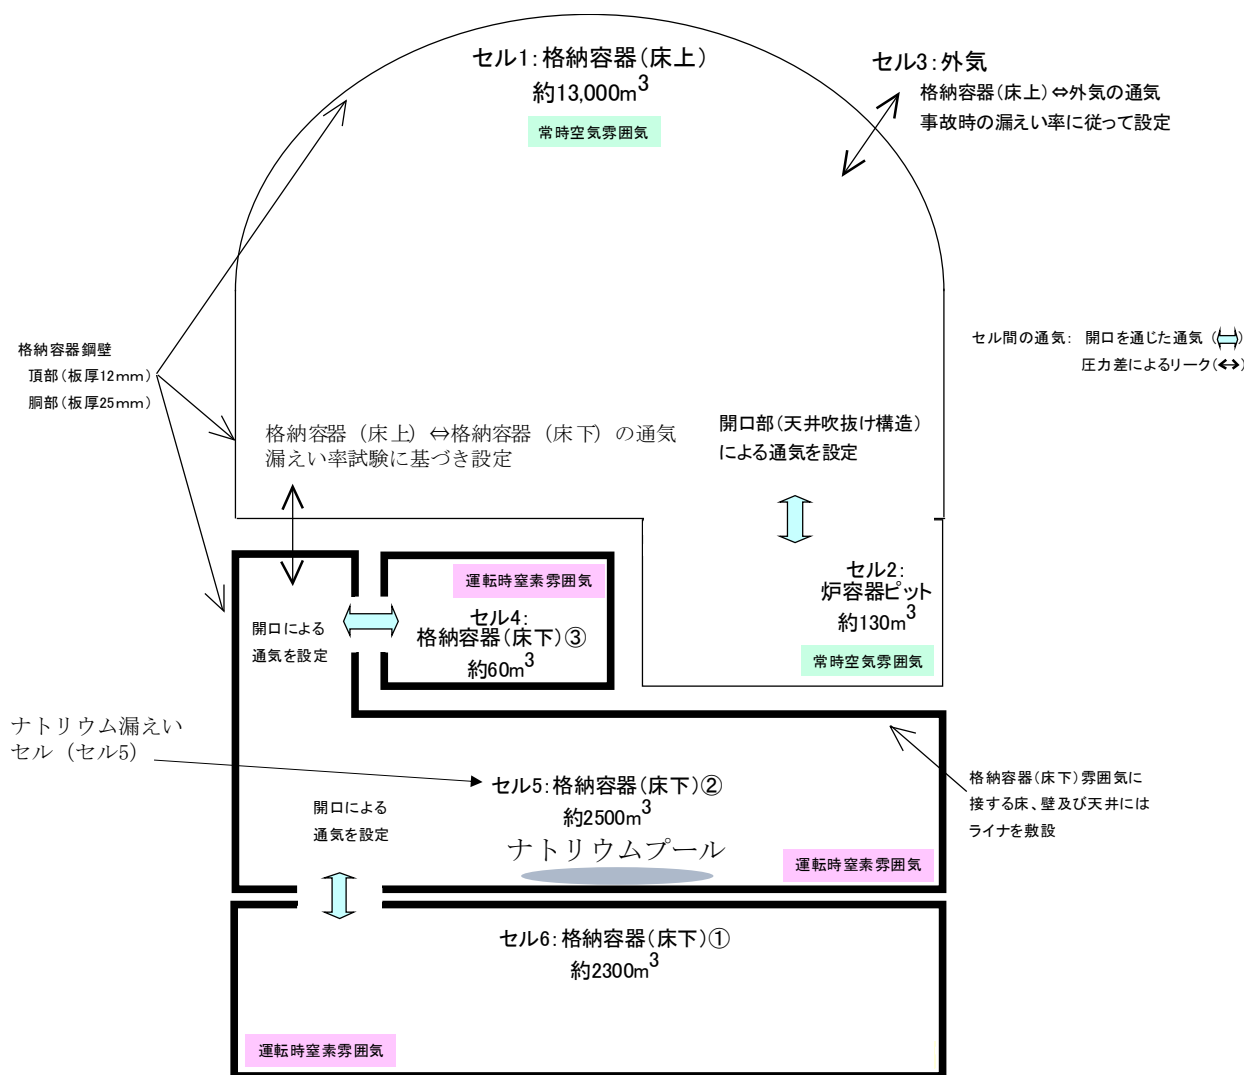 セル1:格納容器(床上)
約13,000m3
常時空気雰囲気
セル3:外気
格納容器(床上)⇔外気の通気
事故時の漏えい率に従って設定
格納容器鋼壁
頂部(板厚12mm)
胴部(板厚25mm)
セル間の通気: 開口を通じた通気(⇔)
圧力差によるリーク(↔)
格納容器(床上)⇔格納容器(床下)の通気
漏えい率試験に基づき設定
開口部(天井吹抜け構造)
による通気を設定
セル2:
炉容器ピット
約130m3
常時空気雰囲気
運転時窒素雰囲気
セル4:
格納容器(床下)③
約60m3
開口による
通気を設定
ナトリウム漏えい
セル(セル5)
セル5:格納容器(床下)②
約2500m3
ナトリウムプール
運転時窒素雰囲気
格納容器(床下)雰囲気に
接する床、壁及び天井には
ライナを敷設
開口による
通気を設定
セル6:格納容器(床下)①
約2300m3
運転時窒素雰囲気